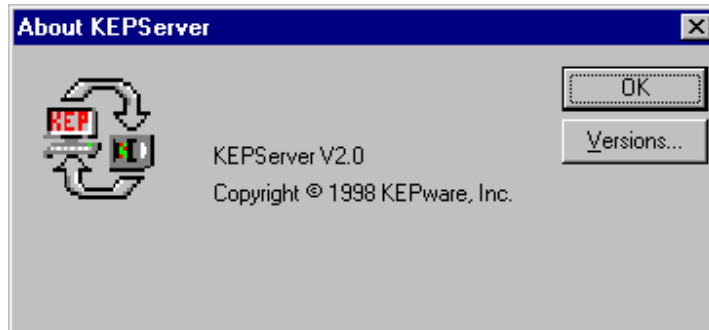 About KEPServer
OK
KEP
Versions...
KEPServer V2.0
Copyright © 1998 KEPware, Inc.